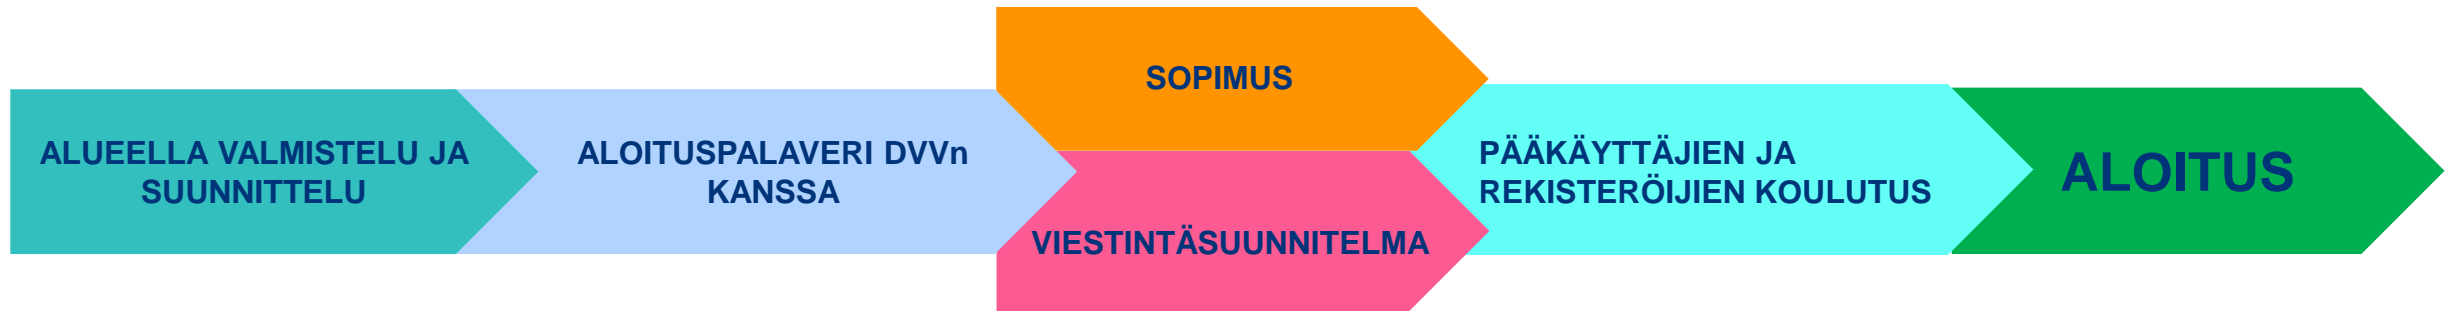 ALUEELLA VALMISTELU JA
SUUNNITTELU
ALOITUSPALAVERI DVVn
KANSSA
SOPIMUS
VIESTINTÄSUUNNITELMA
PÄÄKÄYTTÄJIEN JA
REKISTERÖIJIEN KOULUTUS
ALOITUS